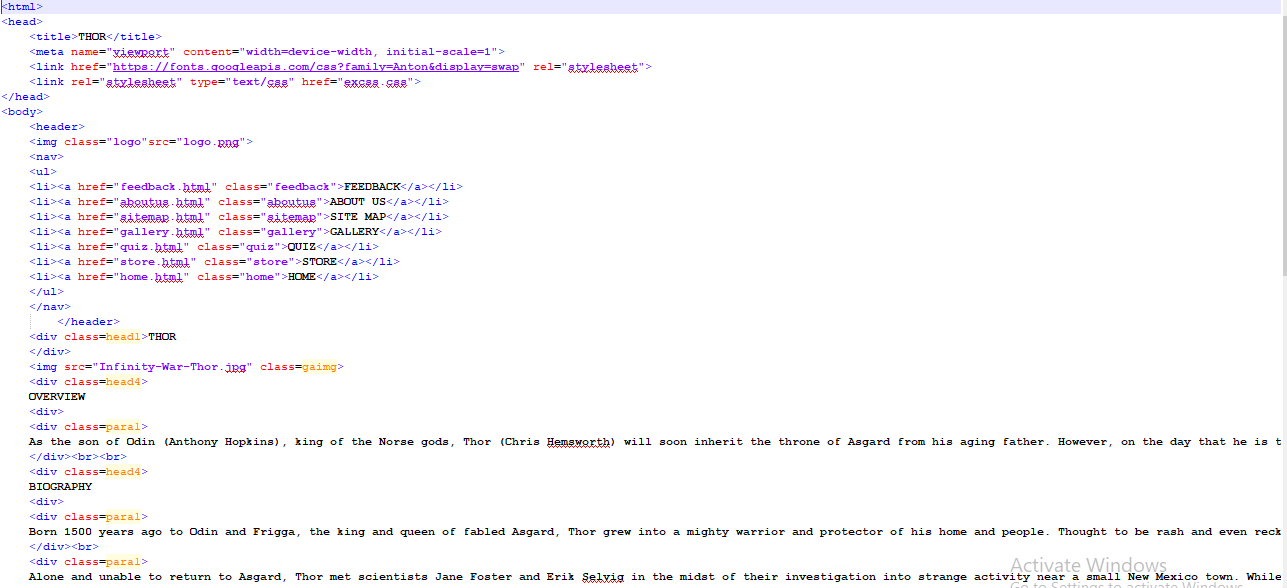 <html>
<head>
<title>THOR</title>
<meta name="viewport" content="width=device-width, initial-scale=1">
<link href="https://fonts.googleapis.com/css?family=Anton&display=swap" rel="stylesheet">
<link rel="stylesheet" type="text/css" href="excss.css">
</head>
<body>
<header>
<img class="logo"src="logo.png">
<nav>
<ul>
<li><a href="feedback.html" class="feedback">FEEDBACK</a></li>
<li><a href="aboutus.html" class="aboutus">ABOUT US</a></li>
<li><a href="sitemap.html" class="sitemap">SITE MAP</a></li>
<li><a href="gallery.html" class="gallery">GALLERY</a></li>
<li><a href="quiz.html" class="quiz">QUIZ</a></li>
<li><a href="store.html" class="store">STORE</a></li>
<li><a href="home.html" class="home">HOME</a></li>
</ul>
</nav>
</header>
<div class=head1>THOR
</div>
<img src="Infinity-War-Thor.jpg" class=gaimg>
<div class=head4>
OVERVIEW
<div>
<div class=para1>
As the son of Odin (Anthony Hopkins), king of the Norse gods, Thor (Chris Hemsworth) will soon inherit the throne of Asgard from his aging father. However, on the day that he is t
</div><br><br>
<div class=head4>
BIOGRAPHY
<div>
<div class=para1>
Born 1500 years ago to Odin and Frigga, the king and queen of fabled Asgard, Thor grew into a mighty warrior and protector of his home and people. Thought to be rash and even reck
</div><br>
<div class=para1>
Alone and unable to return to Asgard, Thor met scientists Jane Foster and Erik Selvig in the midst of their investigation into strange activity near a small New Mexico town. Whil
Activate Windows
Go to Settings to activate Windows.